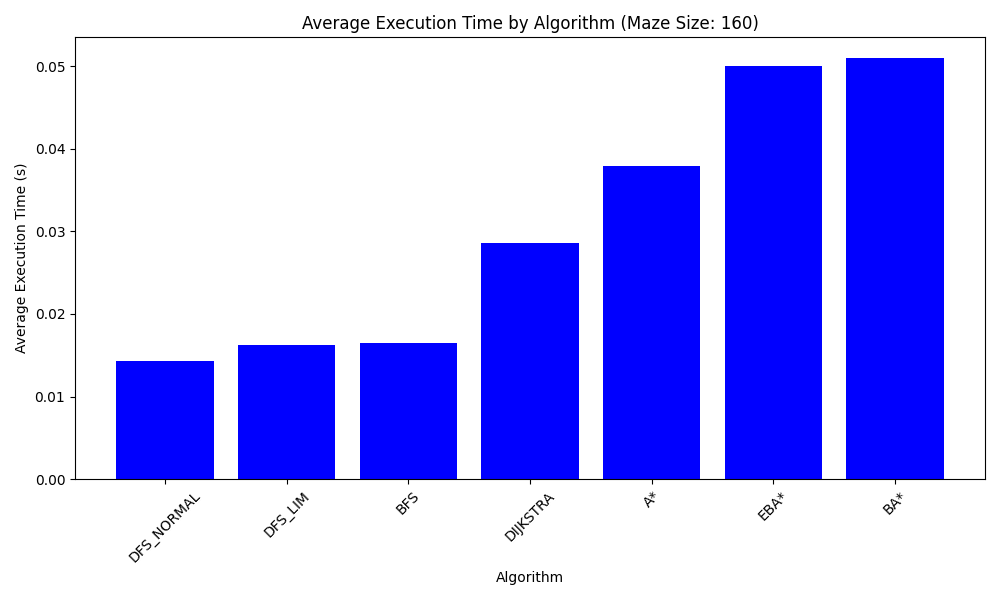 Average Execution Time by Algorithm (Maze Size: 160)
Average Execution Time (s)
0.05
0.04
0.03
0.02
0.01
0.00
DFS_NORMAL
DFS_LIM
BFS
DIJKSTRA
A*
EBA*
BA*
Algorithm